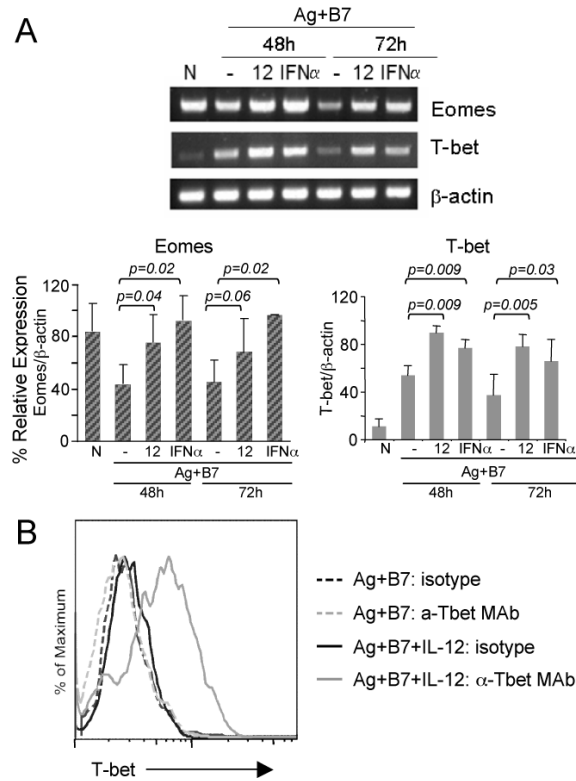 A
Ag+B7
48h 72h
N - 12 IFNα - 12 IFNα
Eomes
T-bet
β-actin
Eomes
% Relative Expression
Eomes/β-actin
120
80
40
0
p=0.02 p=0.02
p=0.04 p=0.06
N - 12 IFNα - 12 IFNα
Ag+B7
48h 72h
T-bet
T-bet/β-actin
120
80
40
0
p=0.009 p=0.03
p=0.009 p=0.005
N - 12 IFNα - 12 IFNα
Ag+B7
48h 72h
B
% of Maximum
T-bet
Ag+B7: isotype
Ag+B7: a-Tbet MAb
Ag+B7+IL-12: isotype
Ag+B7+IL-12: α-Tbet MAb